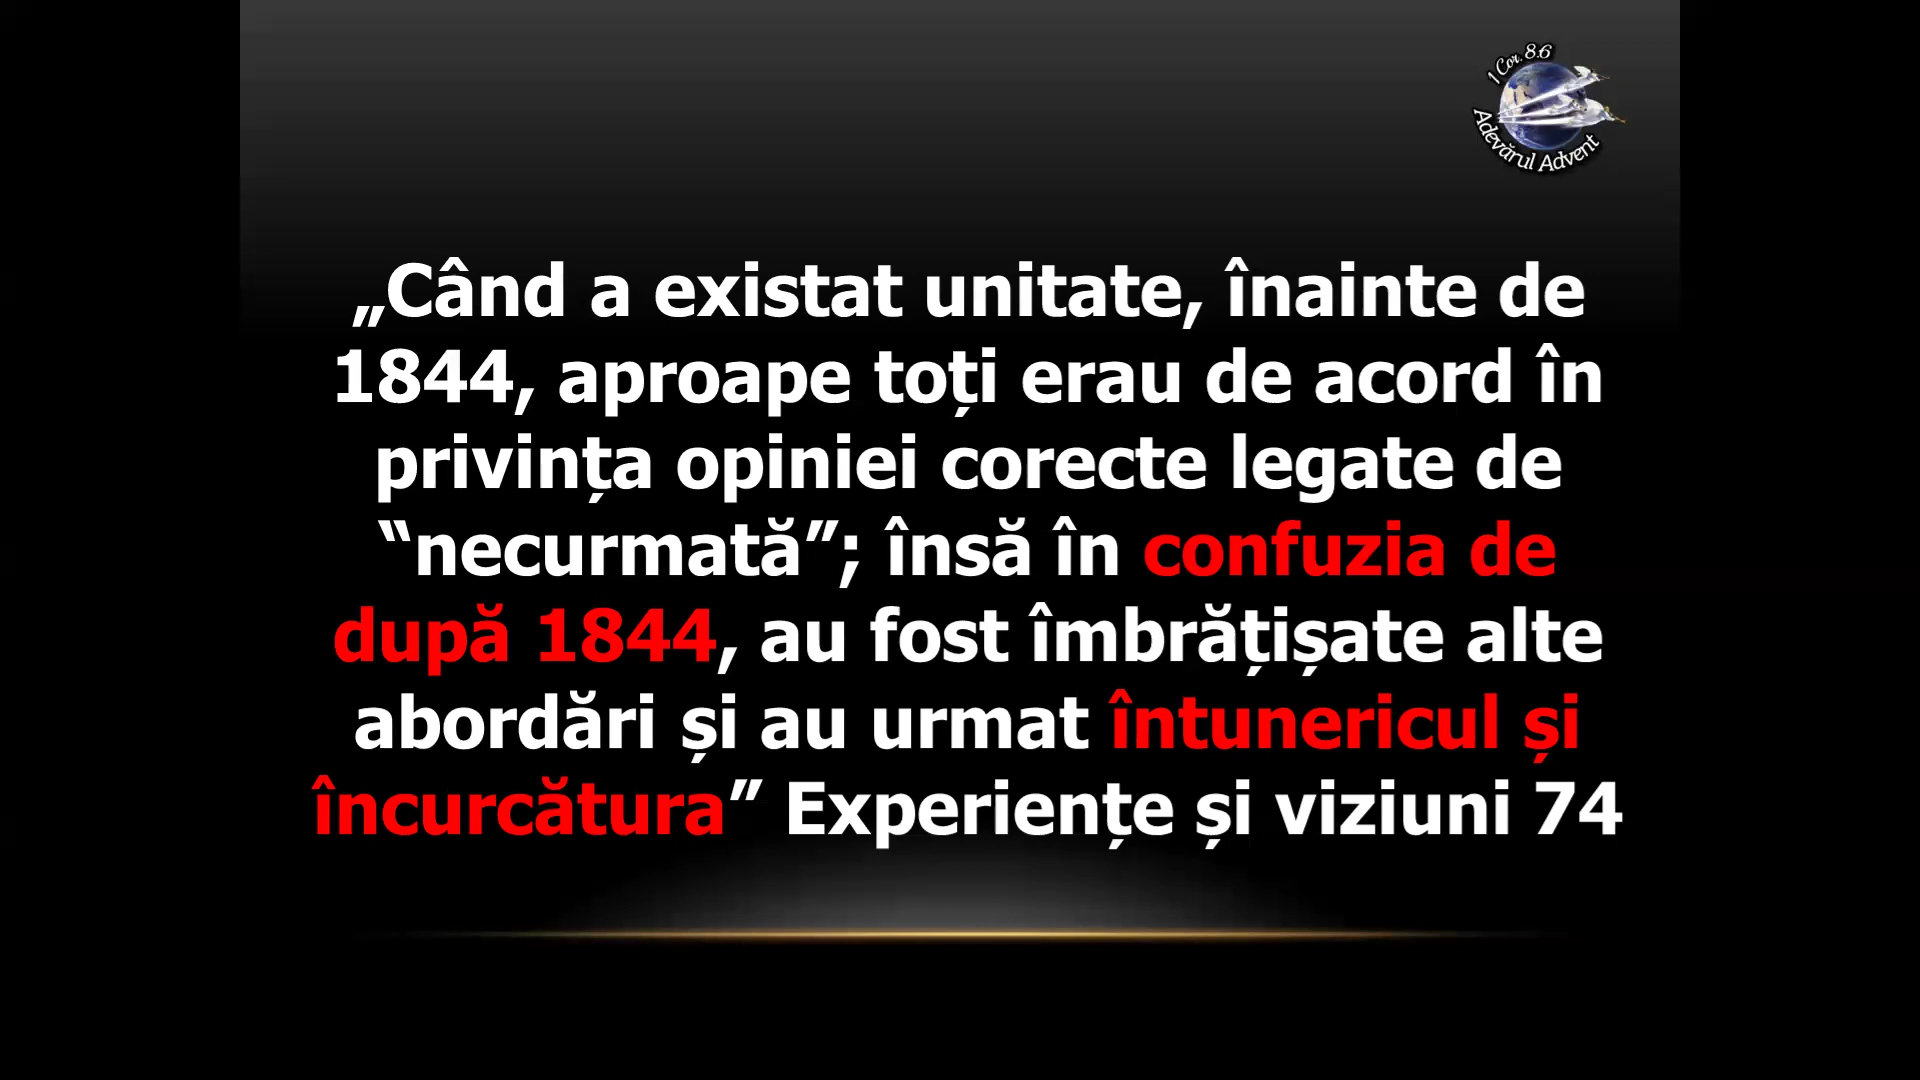 1 Cor. 8:6
Adevărul Advent
„Când a existat unitate, înainte de
1844, aproape toți erau de acord în
privința opiniei corecte legate de
“necurmată”; însă în confuzia de
după 1844, au fost îmbrățișate alte
abordări și au urmat întunericul și
încurcătura” Experiențe și viziuni 74